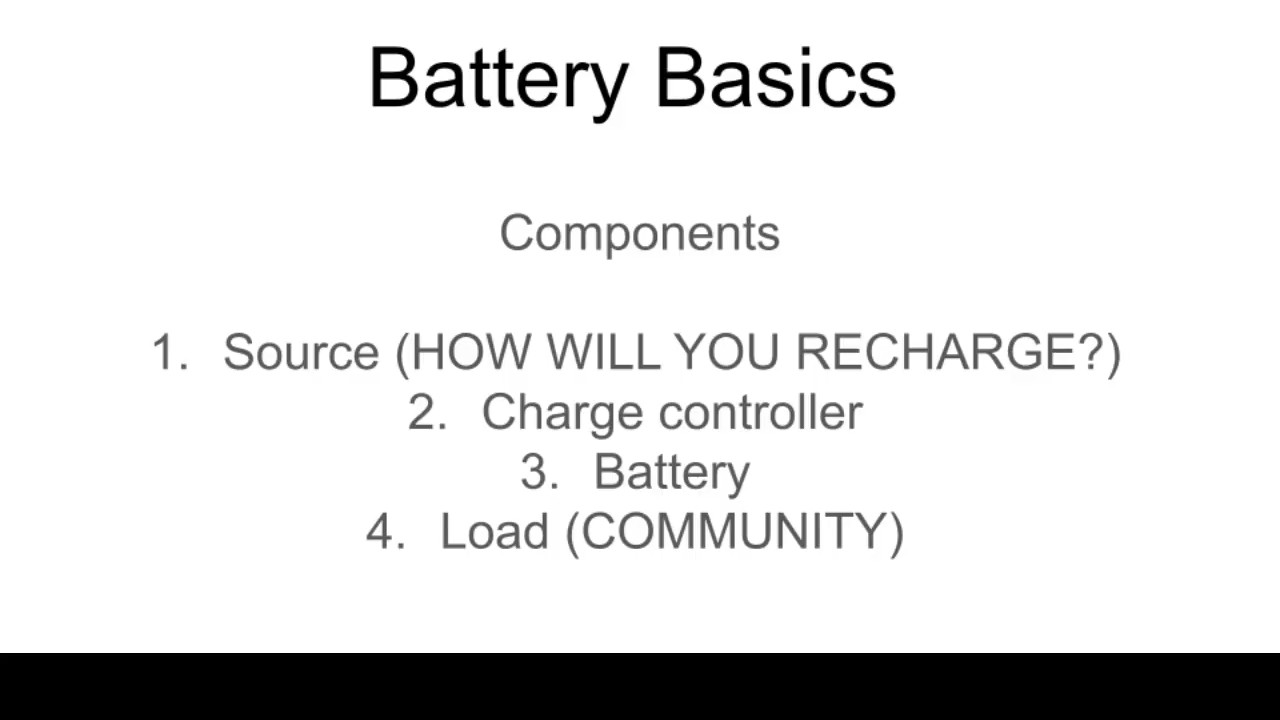 Battery Basics
Components
1. Source (HOW WILL YOU RECHARGE?)
2. Charge controller
3. Battery
4. Load (COMMUNITY)